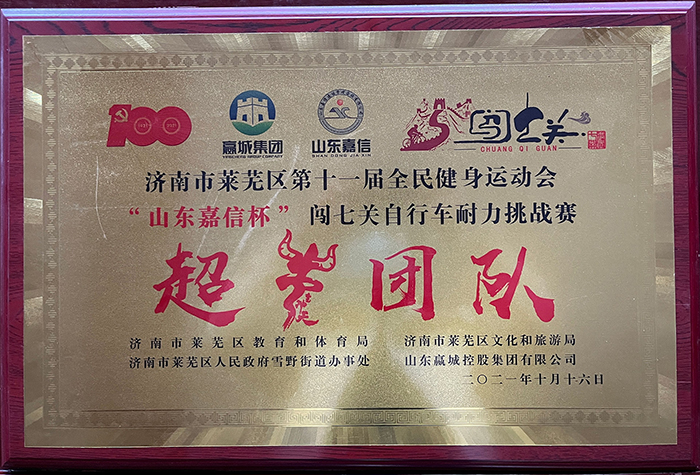 100
嬴城集团
YINGCHENG GROUP COMPANY
山东嘉信
SHAN DONG JIA XIN
闯七关
CHUANG QI GUAN
济南市莱芜区第十一届全民健身运动会
“山东嘉信杯” 闯七关自行车耐力挑战赛
超 团队
济南市莱芜区教育和体育局 济南市莱芜区文化和旅游局
济南市莱芜区人民政府雪野街道办事处 山东嬴城控股集团有限公司
二〇二一年十月十六日